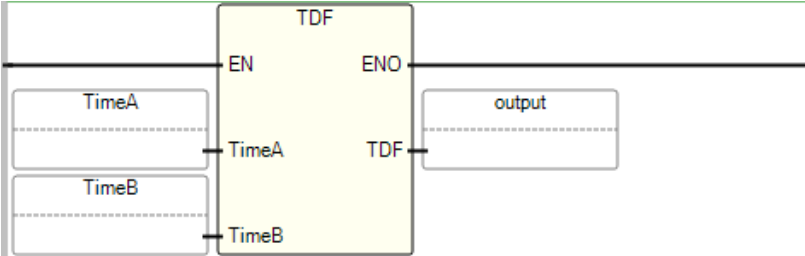 TDF
EN ENO
TimeA output
TimeA TDF
TimeB
TimeB